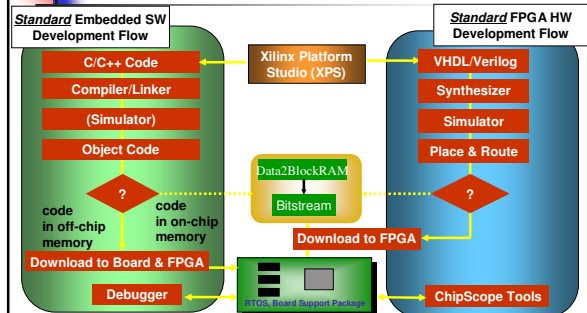 Standard Embedded SW
Development Flow
C/C++ Code
Compiler/Linker
(Simulator)
Object Code
?
code
in off-chip
memory
code
in on-chip
memory
Download to Board & FPGA
Debugger
Xilinx Platform
Studio (XPS)
Data2BlockRAM
Bitstream
Download to FPGA
RTOS, Board Support Package
Standard FPGA HW
Development Flow
VHDL/Verilog
Synthesizer
Simulator
Place & Route
?
ChipScope Tools